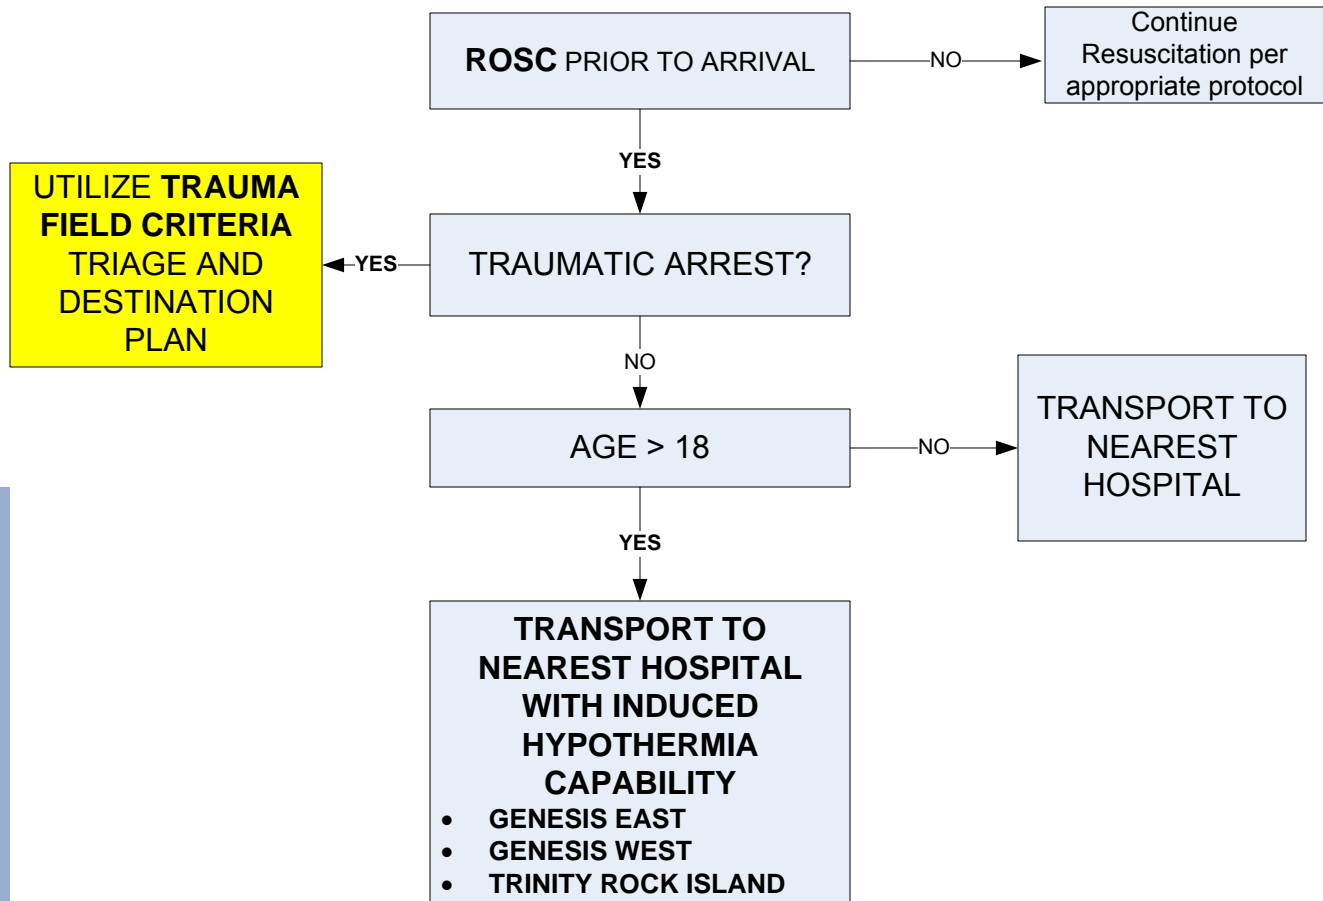 ROSC PRIOR TO ARRIVAL
NO
Continue
Resuscitation per
appropriate protocol
YES
UTILIZE TRAUMA
FIELD CRITERIA
TRIAGE AND
DESTINATION
PLAN
YES
TRAUMATIC ARREST?
NO
AGE > 18
NO
TRANSPORT TO
NEAREST
HOSPITAL
YES
TRANSPORT TO
NEAREST HOSPITAL
WITH INDUCED
HYPOTHERMIA
CAPABILITY
• GENESIS EAST
• GENESIS WEST
• TRINITY ROCK ISLAND